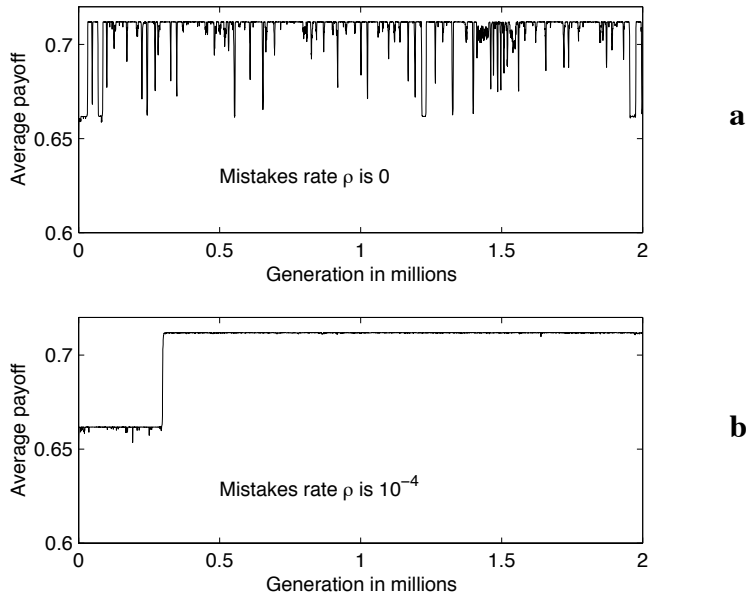 0.7
0.65
0.6
Average payoff
Mistakes rate ρ is 0
0 0.5 1 1.5 2
Generation in millions
a
0.7
0.65
0.6
Average payoff
Mistakes rate ρ is 10⁻⁴
0 0.5 1 1.5 2
Generation in millions
b